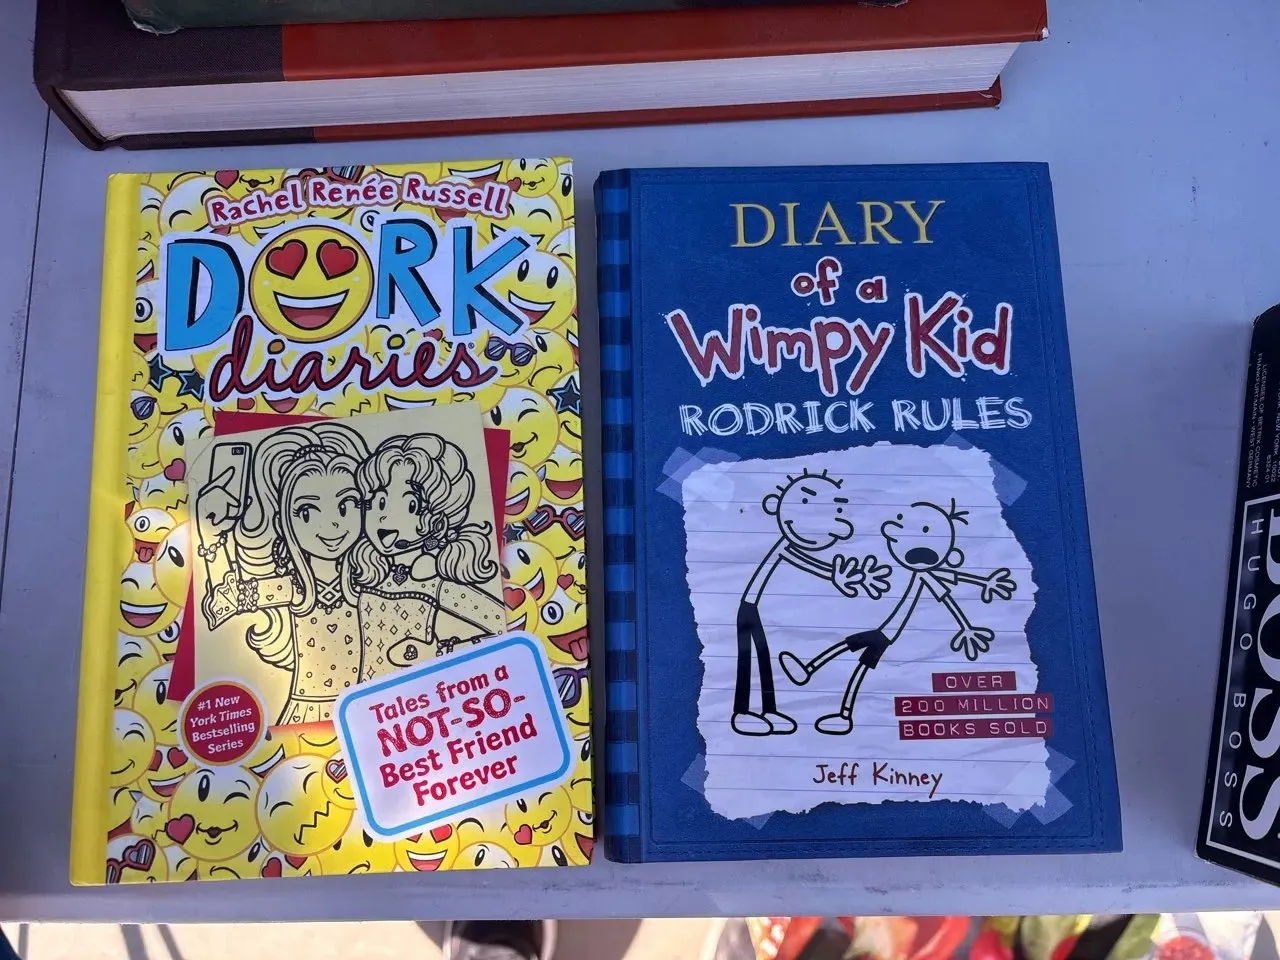 Rachel Renée Russell
DORK
diaries
#1 New
York Times
Bestselling
Series
Tales from a
NOT-SO-
Best Friend
Forever
DIARY
of a
Wimpy Kid
RODRICK RULES
OVER
200 MILLION
BOOKS SOLD
Jeff Kinney
BOSS
HUGO BOSS